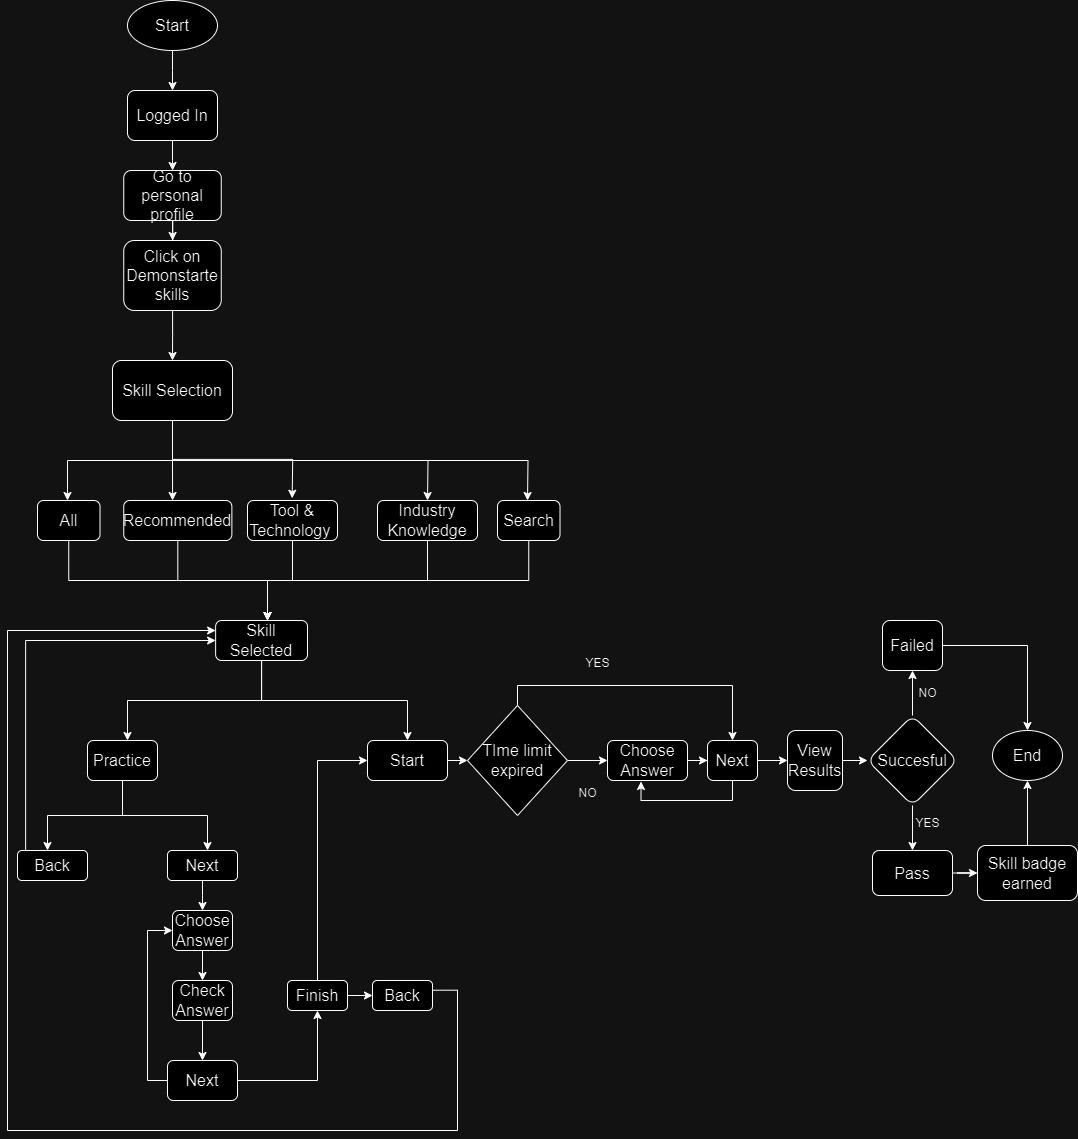 Start
Logged In
Go to
personal
profile
Click on
Demonstarte
skills
Skill Selection
All
Recommended
Tool &
Technology
Industry
Knowledge
Search
Skill
Selected
Practice
Start
TIme limit
expired
YES
NO
Choose
Answer
Next
View
Results
Succesful
NO
Failed
End
YES
Pass
Skill badge
earned
Back
Next
Choose
Answer
Check
Answer
Next
Finish
Back